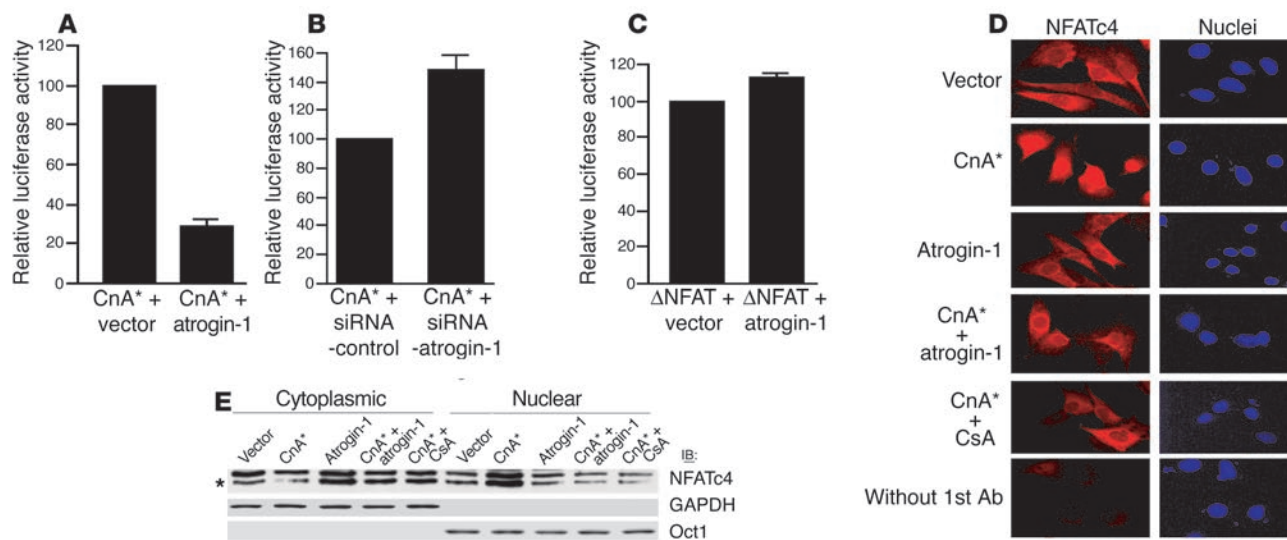 A
Relative luciferase activity
120
100
80
60
40
20
0
CnA* +
vector
CnA*+
atrogin-1
B
Relative luciferase activity
160
140
120
100
80
60
40
20
0
CnA* +
siRNA
-control
CnA* +
siRNA
-atrogin-1
C
Relative luciferase activity
120
100
80
60
40
20
0
ΔNFAT +
vector
ΔNFAT +
atrogin-1
D
NFATc4
Nuclei
Vector
CnA*
Atrogin-1
CnA*
+
atrogin-1
CnA*
+
CsA
Without 1st Ab
E
Cytoplasmic
Nuclear
Vector
CnA*
Atrogin-1
CnA* +
atrogin-1
CnA* +
CsA
Vector
CnA*
Atrogin-1
CnA* +
atrogin-1
CnA* +
CsA
IB:
NFATc4
*
GAPDH
Oct1